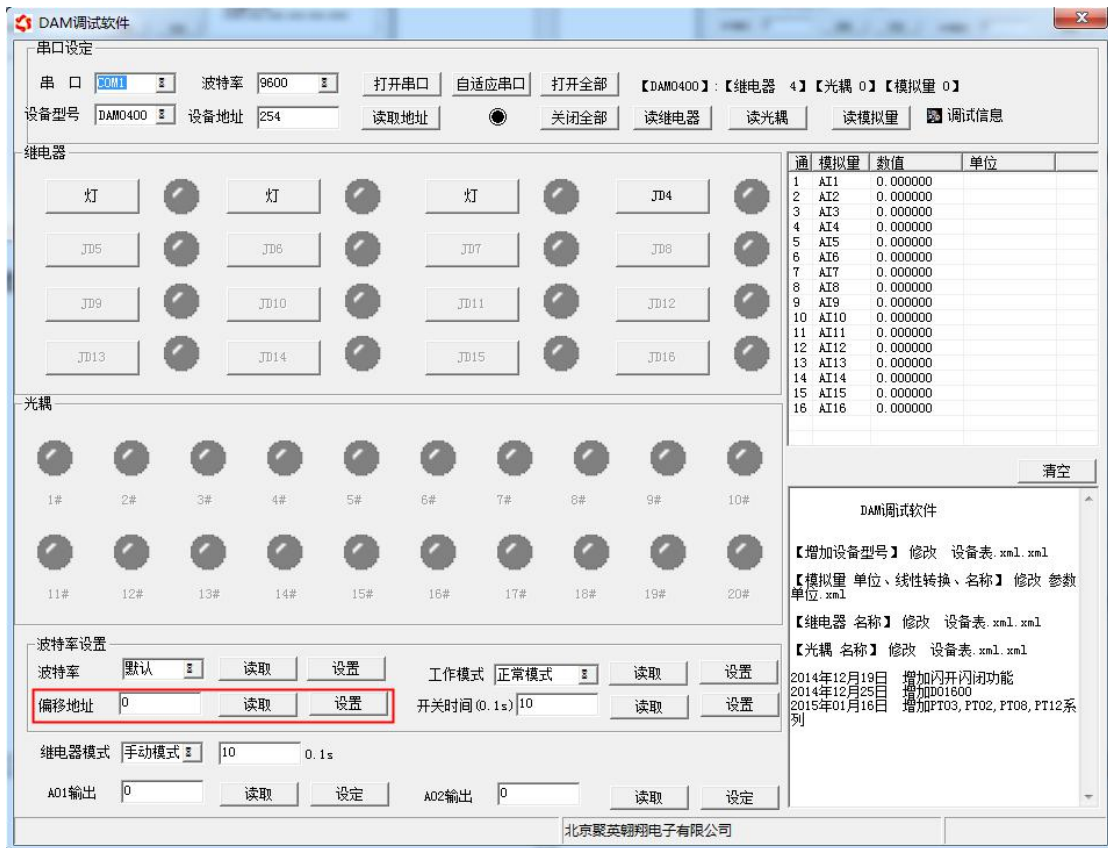 DAM调试软件
串口设定
串 口 COM1 波特率 9600 打开串口 自适应串口 打开全部 【DAM0400】:【继电器 4】【光耦 0】【模拟量 0】
设备型号 DAM0400 设备地址 254 读取地址 关闭全部 读继电器 读光耦 读模拟量 调试信息
继电器
灯 灯 灯 JD4
JD5 JD6 JD7 JD8
JD9 JD10 JD11 JD12
JD13 JD14 JD15 JD16
通 模拟量 数值 单位
1 AI1 0.000000
2 AI2 0.000000
3 AI3 0.000000
4 AI4 0.000000
5 AI5 0.000000
6 AI6 0.000000
7 AI7 0.000000
8 AI8 0.000000
9 AI9 0.000000
10 AI10 0.000000
11 AI11 0.000000
12 AI12 0.000000
13 AI13 0.000000
14 AI14 0.000000
15 AI15 0.000000
16 AI16 0.000000
清空
光耦
1# 2# 3# 4# 5# 6# 7# 8# 9# 10#
11# 12# 13# 14# 15# 16# 17# 18# 19# 20#
DAM调试软件
【增加设备型号】 修改 设备表.xml.xml
【模拟量 单位、线性转换、名称】 修改 参数
单位.xml
【继电器 名称】 修改 设备表.xml.xml
【光耦 名称】 修改 设备表.xml.xml
2014年12月19日 增加闪开闪闭功能
2014年12月25日 增加DO1600
2015年01月16日 增加PT03,PT02,PT08,PT12系
列
波特率设置
波特率 默认 读取 设置 工作模式 正常模式 读取 设置
偏移地址 0 读取 设置 开关时间(0.1s) 10 读取 设置
继电器模式 手动模式 10 0.1s
AO1输出 0 读取 设定 AO2输出 0 读取 设定
北京聚英翱翔电子有限公司